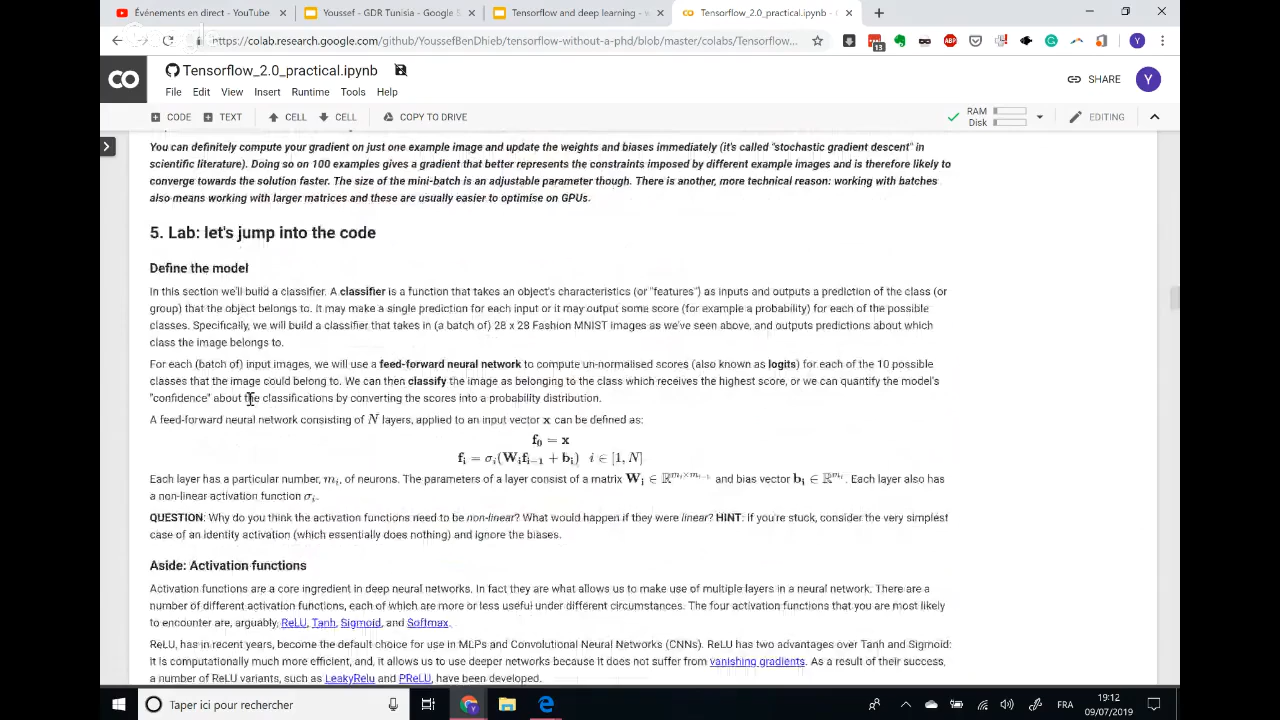 Événements en direct - YouTube
Youssef - GDR Tunisia - Google S
Tensorflow snd deep learning - w
Tensorflow_2.0_practical.ipynb - C
https://colab.research.google.com/github/YoussefBenDhieb/tensorflow-without-a-phd/blob/master/colabs/Tensorflow...
13
ABP
Y
CO
Tensorflow_2.0_practical.ipynb
SHARE
Y
File Edit View Insert Runtime Tools Help
CODE TEXT CELL CELL COPY TO DRIVE
RAM
Disk
EDITING
You can definitely compute your gradient on just one example image and update the weights and biases immediately (it's called "stochastic gradient descent" in
scientific literature). Doing so on 100 examples gives a gradient that better represents the constraints imposed by different example images and is therefore likely to
converge towards the solution faster. The size of the mini-batch is an adjustable parameter though. There is another, more technical reason: working with batches
also means working with larger matrices and these are usually easier to optimise on GPUs.
5. Lab: let's jump into the code
Define the model
In this section we'll build a classifier. A classifier is a function that takes an object's characteristics (or "features") as inputs and outputs a prediction of the class (or
group) that the object belongs to. It may make a single prediction for each input or it may output some score (for example a probability) for each of the possible
classes. Specifically, we will build a classifier that takes in (a batch of) 28 x 28 Fashion MNIST images as we've seen above, and outputs predictions about which
class the image belongs to.
For each (batch of) input images, we will use a feed-forward neural network to compute un-normalised scores (also known as logits) for each of the 10 possible
classes that the image could belong to. We can then classify the image as belonging to the class which receives the highest score, or we can quantify the model's
"confidence" about the classifications by converting the scores into a probability distribution.
A feed-forward neural network consisting of N layers, applied to an input vector x can be defined as:
f₀ = x
fᵢ = σᵢ(Wᵢfᵢ₋₁ + bᵢ) i ∈ [1, N]
Each layer has a particular number, mᵢ, of neurons. The parameters of a layer consist of a matrix Wᵢ ∈ ℝ^{mᵢ×mᵢ₋₁} and bias vector bᵢ ∈ ℝ^{mᵢ}. Each layer also has
a non-linear activation function σᵢ.
QUESTION: Why do you think the activation functions need to be non-linear? What would happen if they were linear? HINT: If you're stuck, consider the very simplest
case of an identity activation (which essentially does nothing) and ignore the biases.
Aside: Activation functions
Activation functions are a core ingredient in deep neural networks. In fact they are what allows us to make use of multiple layers in a neural network. There are a
number of different activation functions, each of which are more or less useful under different circumstances. The four activation functions that you are most likely
to encounter are, arguably, ReLU, Tanh, Sigmoid, and Softmax.
ReLU, has in recent years, become the default choice for use in MLPs and Convolutional Neural Networks (CNNs). ReLU has two advantages over Tanh and Sigmoid:
it is computationally much more efficient, and, it allows us to use deeper networks because it does not suffer from vanishing gradients. As a result of their success,
a number of ReLU variants, such as LeakyRelu and PReLU, have been developed.
Taper ici pour rechercher
FRA
19:12
09/07/2019